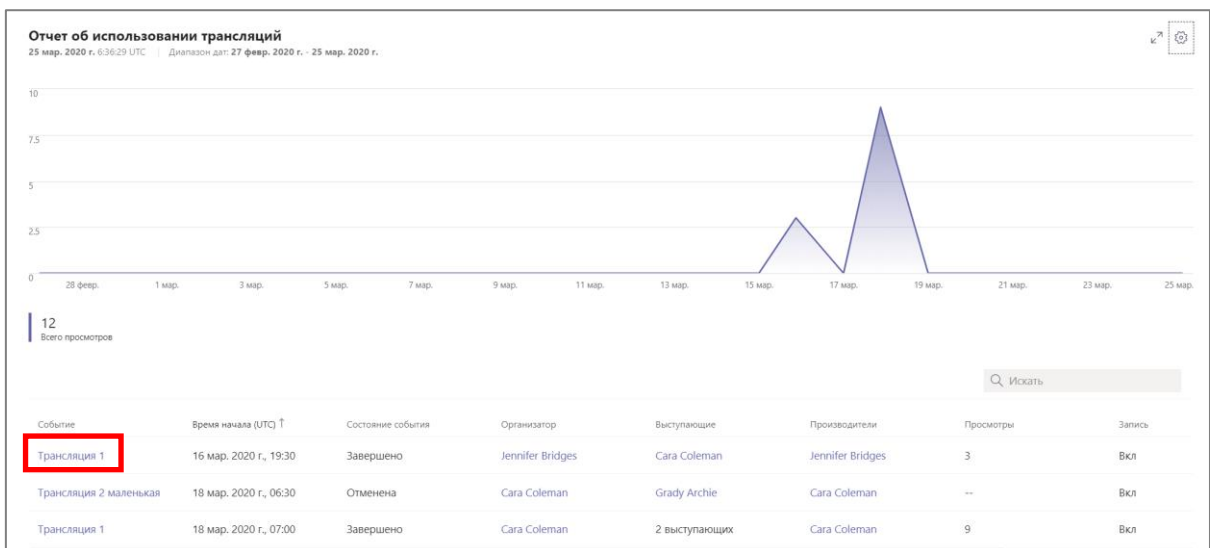 Отчет об использовании трансляций
25 мар. 2020 г. 6:36:29 UTC | Диапазон дат: 27 февр. 2020 г. - 25 мар. 2020 г.
10
7.5
5
2.5
0
28 февр. 1 мар. 3 мар. 5 мар. 7 мар. 9 мар. 11 мар. 13 мар. 15 мар. 17 мар. 19 мар. 21 мар. 23 мар. 25 мар.
12
Всего просмотров
Искать
Событие Время начала (UTC) ↑ Состояние события Организатор Выступающие Производители Просмотры Запись
Трансляция 1 16 мар. 2020 г., 19:30 Завершено Jennifer Bridges Cara Coleman Jennifer Bridges 3 Вкл
Трансляция 2 маленькая 18 мар. 2020 г., 06:30 Отменена Cara Coleman Grady Archie Cara Coleman -- Вкл
Трансляция 1 18 мар. 2020 г., 07:00 Завершено Cara Coleman 2 выступающих Cara Coleman 9 Вкл